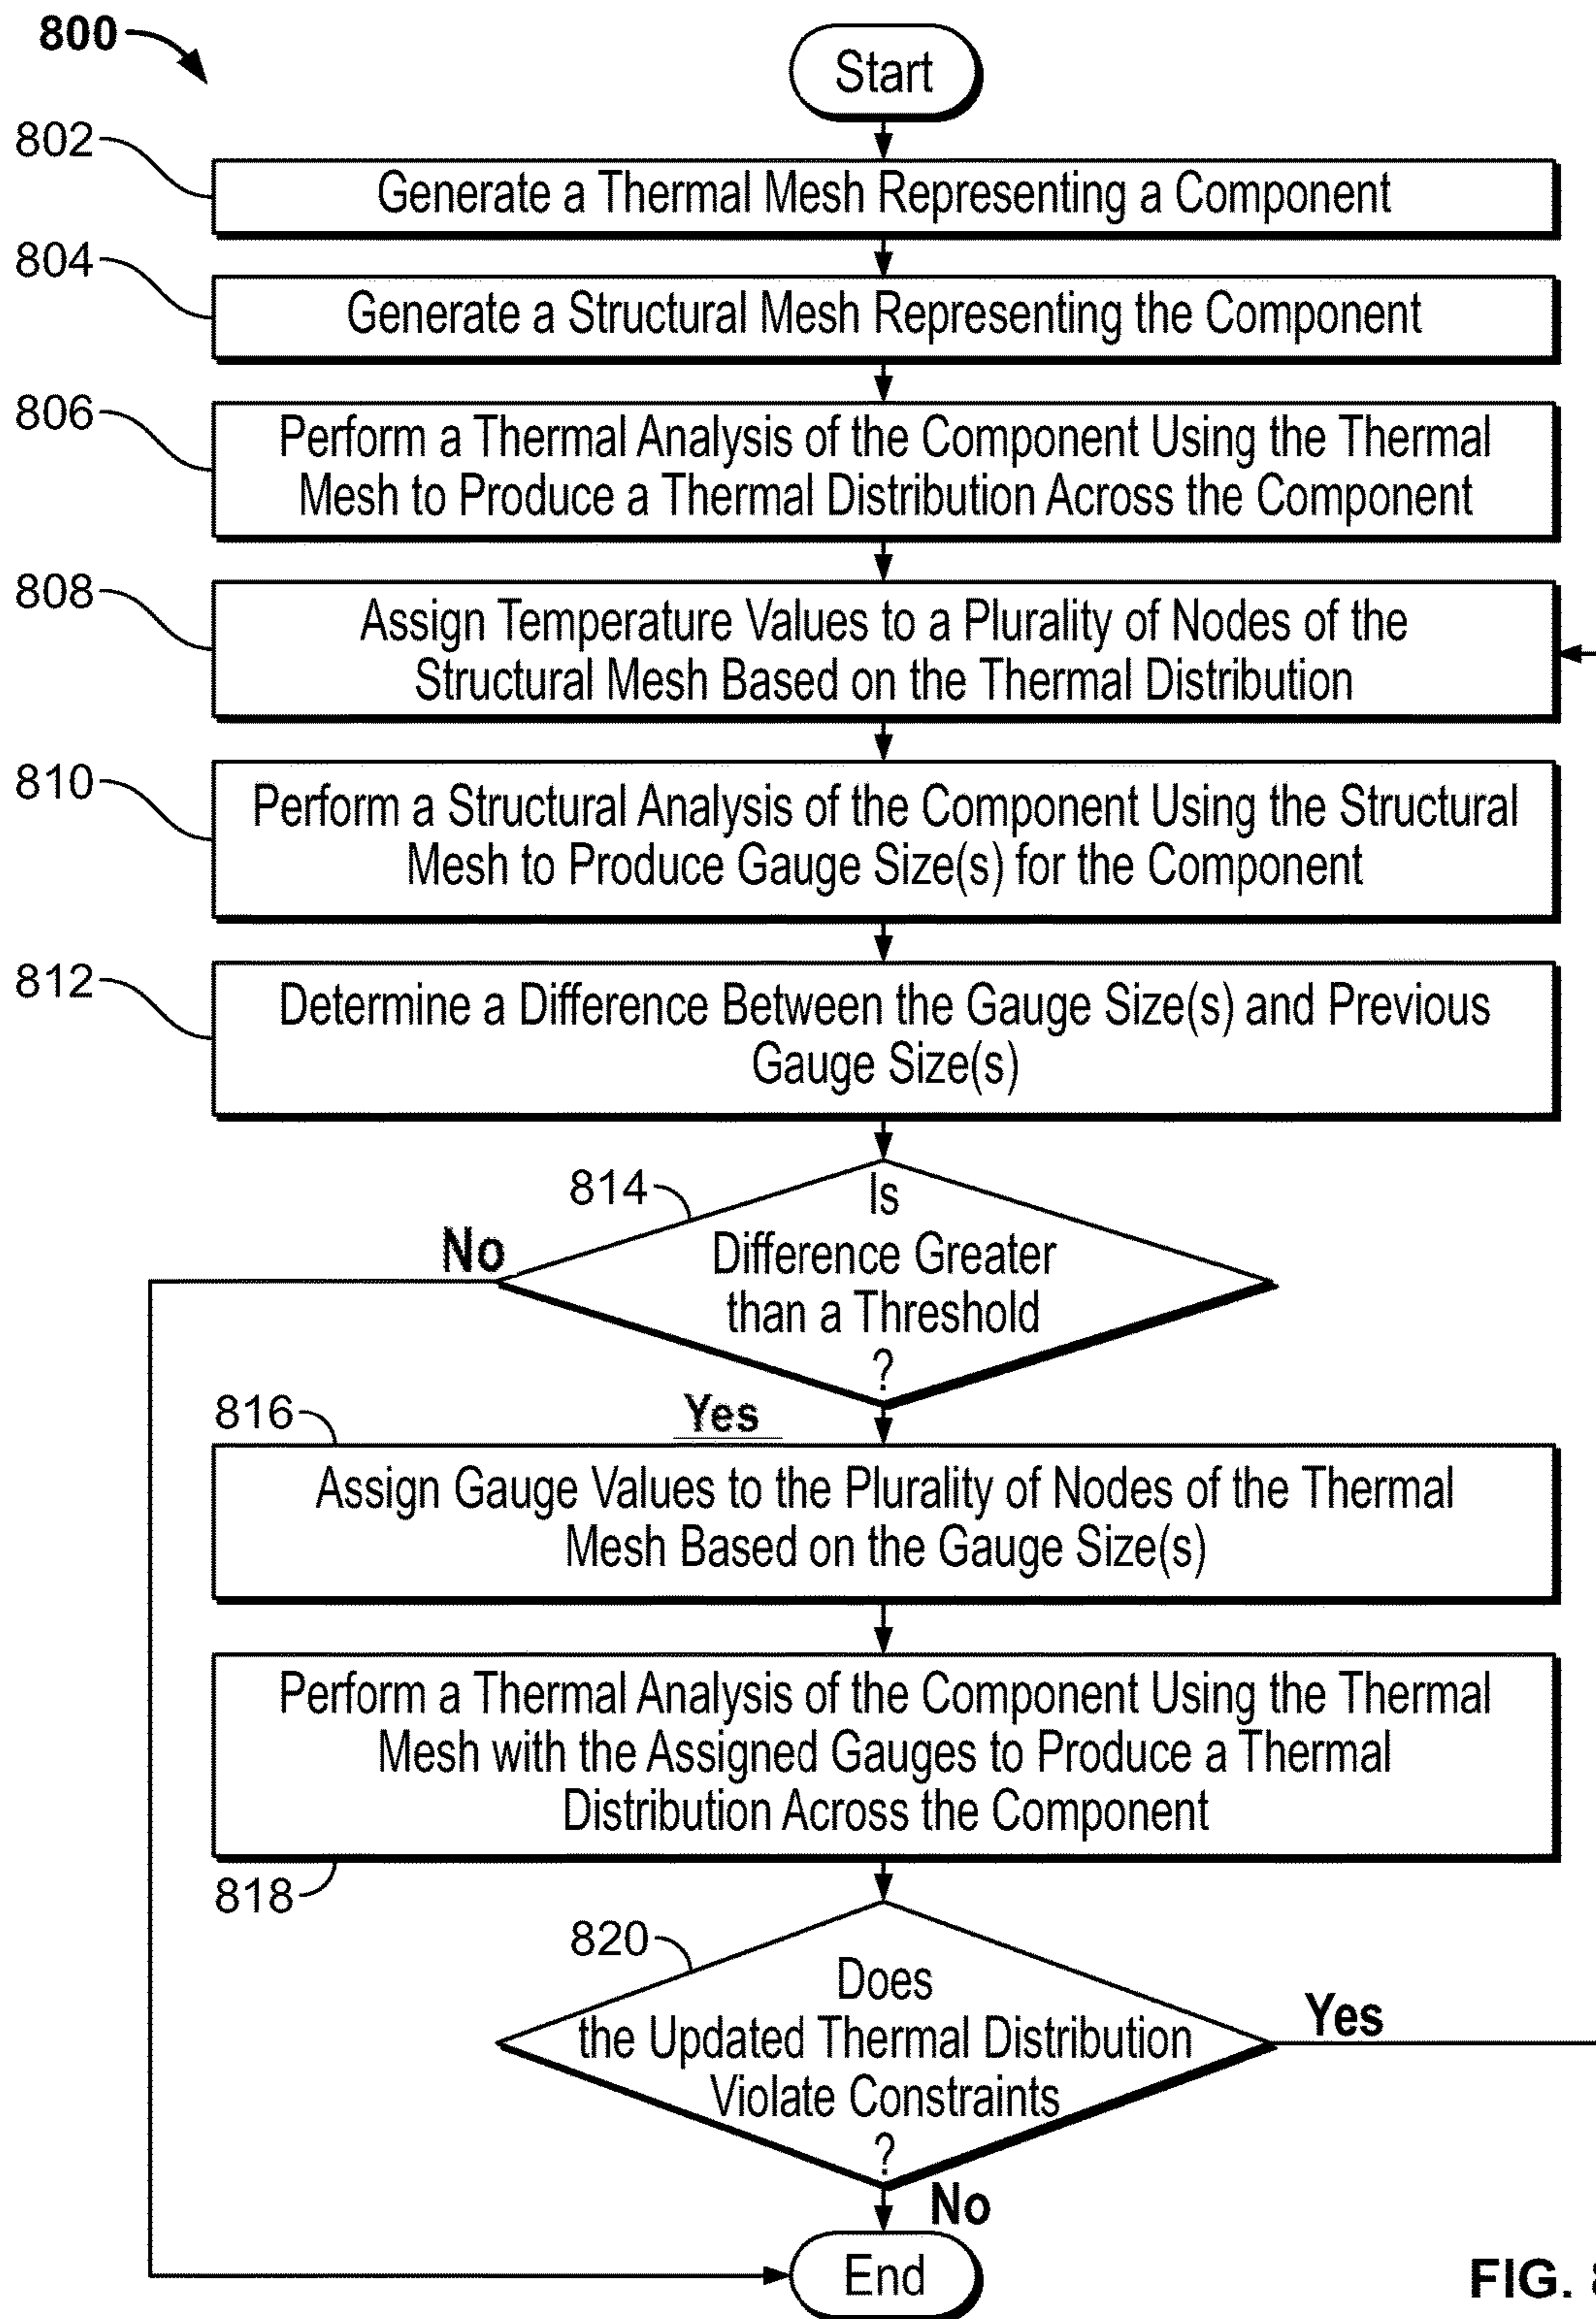 800
Start
802
Generate a Thermal Mesh Representing a Component
804
Generate a Structural Mesh Representing the Component
806
Perform a Thermal Analysis of the Component Using the Thermal
Mesh to Produce a Thermal Distribution Across the Component
808
Assign Temperature Values to a Plurality of Nodes of the
Structural Mesh Based on the Thermal Distribution
810
Perform a Structural Analysis of the Component Using the Structural
Mesh to Produce Gauge Size(s) for the Component
812
Determine a Difference Between the Gauge Size(s) and Previous
Gauge Size(s)
814
Is
Difference Greater
than a Threshold
?
No
Yes
816
Assign Gauge Values to the Plurality of Nodes of the Thermal
Mesh Based on the Gauge Size(s)
Perform a Thermal Analysis of the Component Using the Thermal
Mesh with the Assigned Gauges to Produce a Thermal
Distribution Across the Component
818
820
Does
the Updated Thermal Distribution
Violate Constraints
?
Yes
No
End
FIG. 8